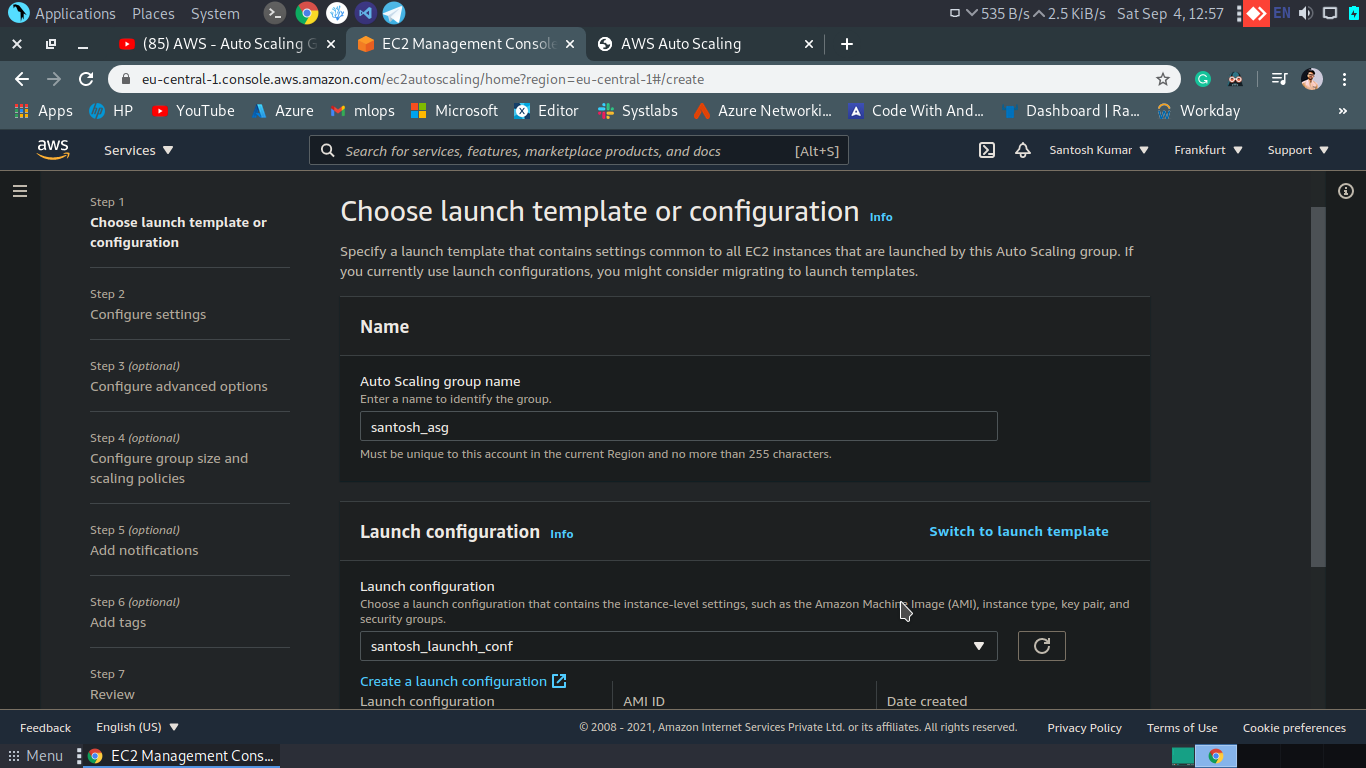 Applications Places System 535 B/s 2.5 KiB/s Sat Sep 4, 12:57 EN
(85) AWS - Auto Scaling G EC2 Management Console AWS Auto Scaling
eu-central-1.console.aws.amazon.com/ec2autoscaling/home?region=eu-central-1#/create
Apps HP YouTube Azure mlops Microsoft Editor Systlabs Azure Networki... Code With And... Dashboard | Ra... Workday »
aws Services Search for services, features, marketplace products, and docs [Alt+S] Santosh Kumar Frankfurt Support
Step 1
Choose launch template or
configuration
Step 2
Configure settings
Step 3 (optional)
Configure advanced options
Step 4 (optional)
Configure group size and
scaling policies
Step 5 (optional)
Add notifications
Step 6 (optional)
Add tags
Step 7
Review
Choose launch template or configuration Info
Specify a launch template that contains settings common to all EC2 instances that are launched by this Auto Scaling group. If
you currently use launch configurations, you might consider migrating to launch templates.
Name
Auto Scaling group name
Enter a name to identify the group.
santosh_asg
Must be unique to this account in the current Region and no more than 255 characters.
Launch configuration Info Switch to launch template
Launch configuration
Choose a launch configuration that contains the instance-level settings, such as the Amazon Machine Image (AMI), instance type, key pair, and
security groups.
santosh_launchh_conf
Create a launch configuration
Launch configuration AMI ID Date created
Feedback English (US) © 2008 - 2021, Amazon Internet Services Private Ltd. or its affiliates. All rights reserved. Privacy Policy Terms of Use Cookie preferences
Menu EC2 Management Cons...